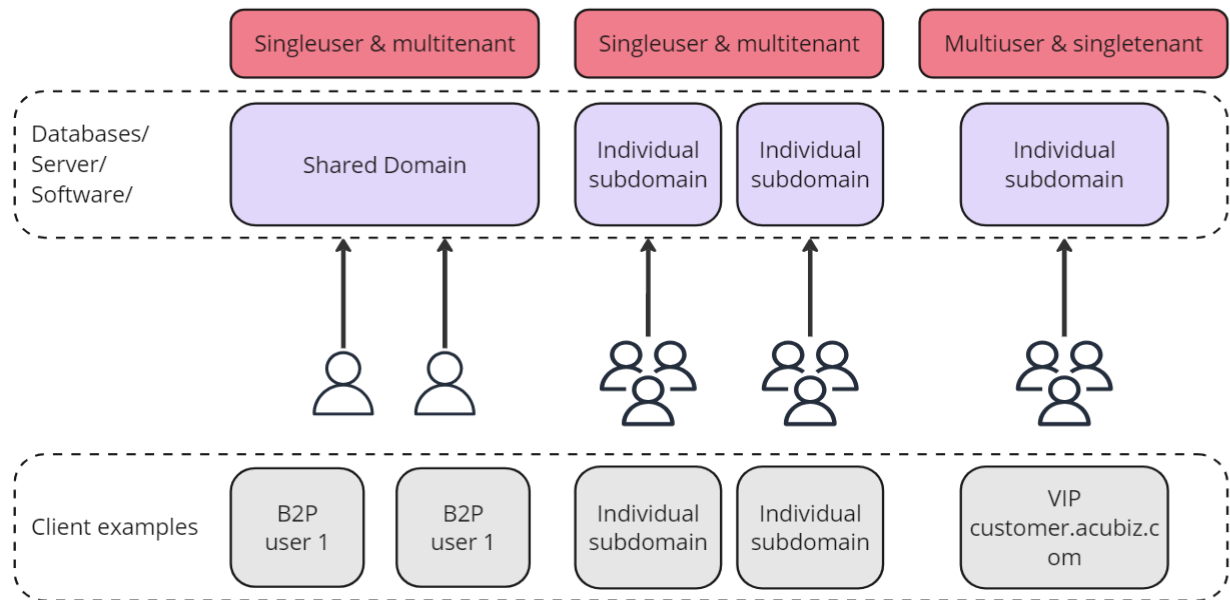 Singleuser & multitenant
Singleuser & multitenant
Multiuser & singletenant
Databases/
Server/
Software/
Shared Domain
Individual
subdomain
Individual
subdomain
Individual
subdomain
Client examples
B2P
user 1
B2P
user 1
Individual
subdomain
Individual
subdomain
VIP
customer.acubiz.c
om